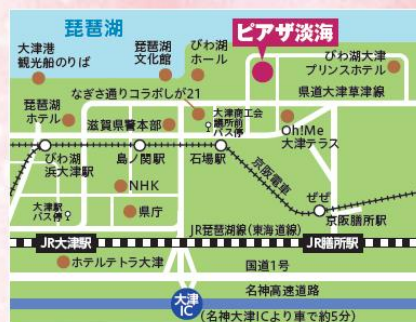 琵琶湖
ピアザ淡海
大津港
観光船のりば
琵琶湖
文化館
びわ湖
ホール
びわ湖大津
プリンスホテル
なぎさ通りコラボしが21
県道大津草津線
琵琶湖
ホテル
滋賀県警本部
大津商工会
膳所前
バス停
Oh!Me
大津テラス
びわ湖
浜大津駅
島ノ関駅
石場駅
京阪電車
NHK
ぜぜ
大津駅
バス停
県庁
京阪膳所駅
JR琵琶湖線(東海道線)
JR大津駅
JR膳所駅
ホテルテトラ大津
国道1号
名神高速道路
大津
IC
(名神大津ICより車で約5分)